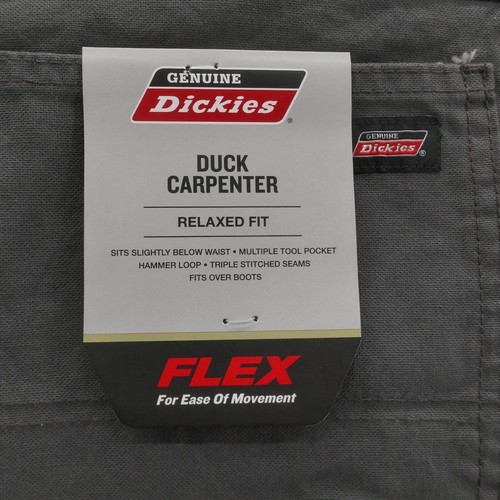 GENUINE
Dickies®
DUCK
CARPENTER
RELAXED FIT
SITS SLIGHTLY BELOW WAIST • MULTIPLE TOOL POCKET
HAMMER LOOP • TRIPLE STITCHED SEAMS
FITS OVER BOOTS
FLEX
For Ease Of Movement
GENUINE
Dickies®